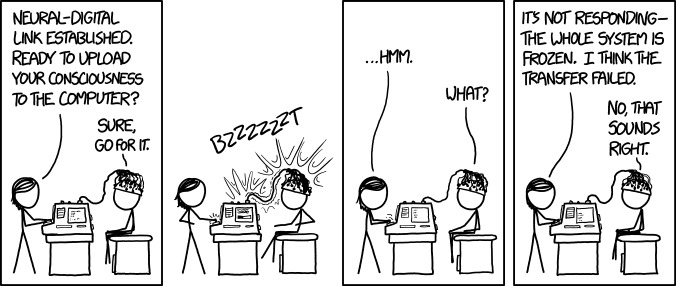 NEURAL-DIGITAL
LINK ESTABLISHED.
READY TO UPLOAD
YOUR CONSCIOUSNESS
TO THE COMPUTER?
SURE,
GO FOR IT.
BZZZZZZT
...HMM.
WHAT?
IT'S NOT RESPONDING—
THE WHOLE SYSTEM IS
FROZEN. I THINK THE
TRANSFER FAILED.
NO, THAT
SOUNDS
RIGHT.